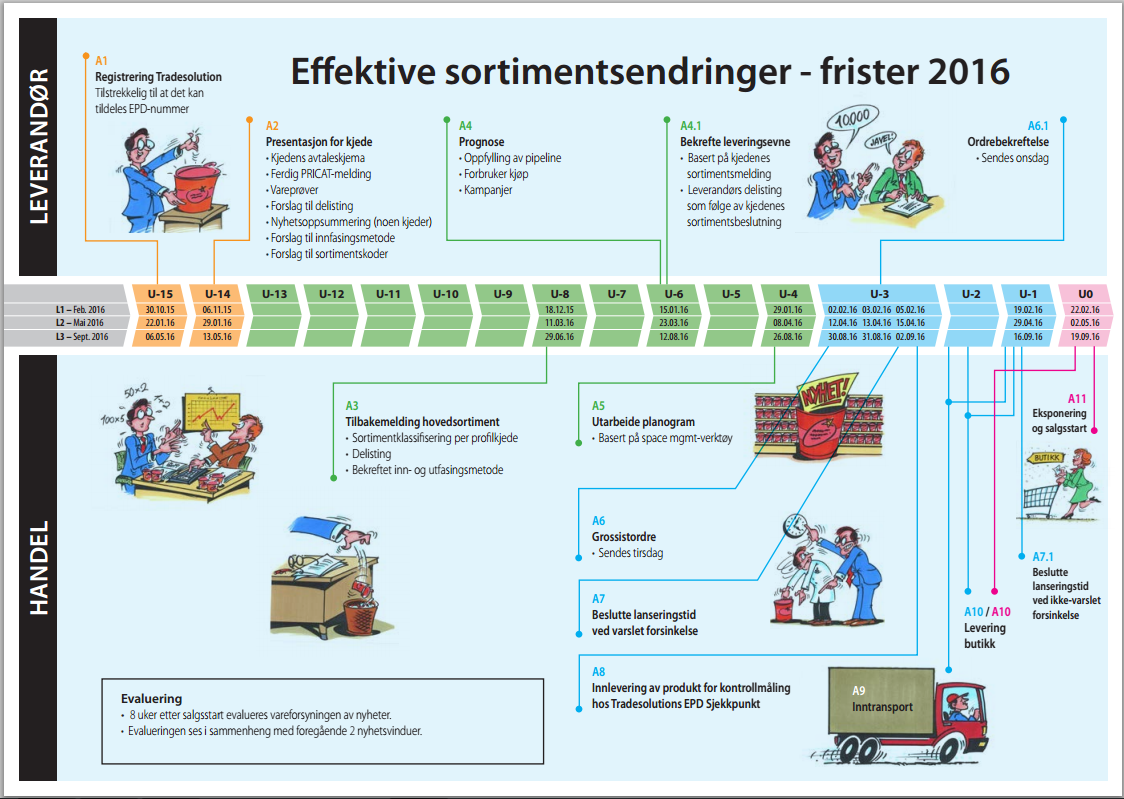 LEVERANDØR
Effektive sortimentsendringer - frister 2016
A1
Registrering Tradesolution
Tilstrekkelig til at det kan
tildeles EPD-nummer
A2
Presentasjon for kjede
• Kjedens avtaleskjema
• Ferdig PRICAT-melding
• Vareprøver
• Forslag til delisting
• Nyhetsoppsummering (noen kjeder)
• Forslag til innfasingsmetode
• Forslag til sortimentskoder
A4
Prognose
• Oppfylling av pipeline
• Forbruker kjøp
• Kampanjer
A4.1
Bekrefte leveringsevne
• Basert på kjedenes
sortimentsmelding
• Leverandørs delisting
som følge av kjedenes
sortimentsbeslutning
10.000
JAVEL!
A6.1
Ordrebekreftelse
• Sendes onsdag
U-15 U-14 U-13 U-12 U-11 U-10 U-9 U-8 U-7 U-6 U-5 U-4 U-3 U-2 U-1 U0
L1 – Feb. 2016 30.10.15 06.11.15 18.12.15 15.01.16 29.01.16 02.02.16 03.02.16 05.02.16 19.02.16 22.02.16
L2 – Mai 2016 22.01.16 29.01.16 11.03.16 23.03.16 08.04.16 12.04.16 13.04.16 15.04.16 29.04.16 02.05.16
L3 – Sept. 2016 06.05.16 13.05.16 29.06.16 12.08.16 26.08.16 30.08.16 31.08.16 02.09.16 16.09.16 19.09.16
HANDEL
50x2
?x2
100x5
A3
Tilbakemelding hovedsortiment
• Sortimentklassifisering per profilkjede
• Delisting
• Bekreftet inn- og utfasingsmetode
A5
Utarbeide planogram
• Basert på space mgmt-verktøy
NYHET!
A6
Grossistordre
• Sendes tirsdag
A7
Beslutte lanseringstid
ved varslet forsinkelse
A8
Innlevering av produkt for kontrollmåling
hos Tradesolutions EPD Sjekkpunkt
A11
Eksponering
og salgsstart
BUTIKK
A7.1
Beslutte
lanseringstid
ved ikke-varslet
forsinkelse
A10 / A10
Levering
butikk
A9
Inntransport
Evaluering
• 8 uker etter salgsstart evalueres vareforsyningen av nyheter.
• Evalueringen ses i sammenheng med foregående 2 nyhetsvinduer.